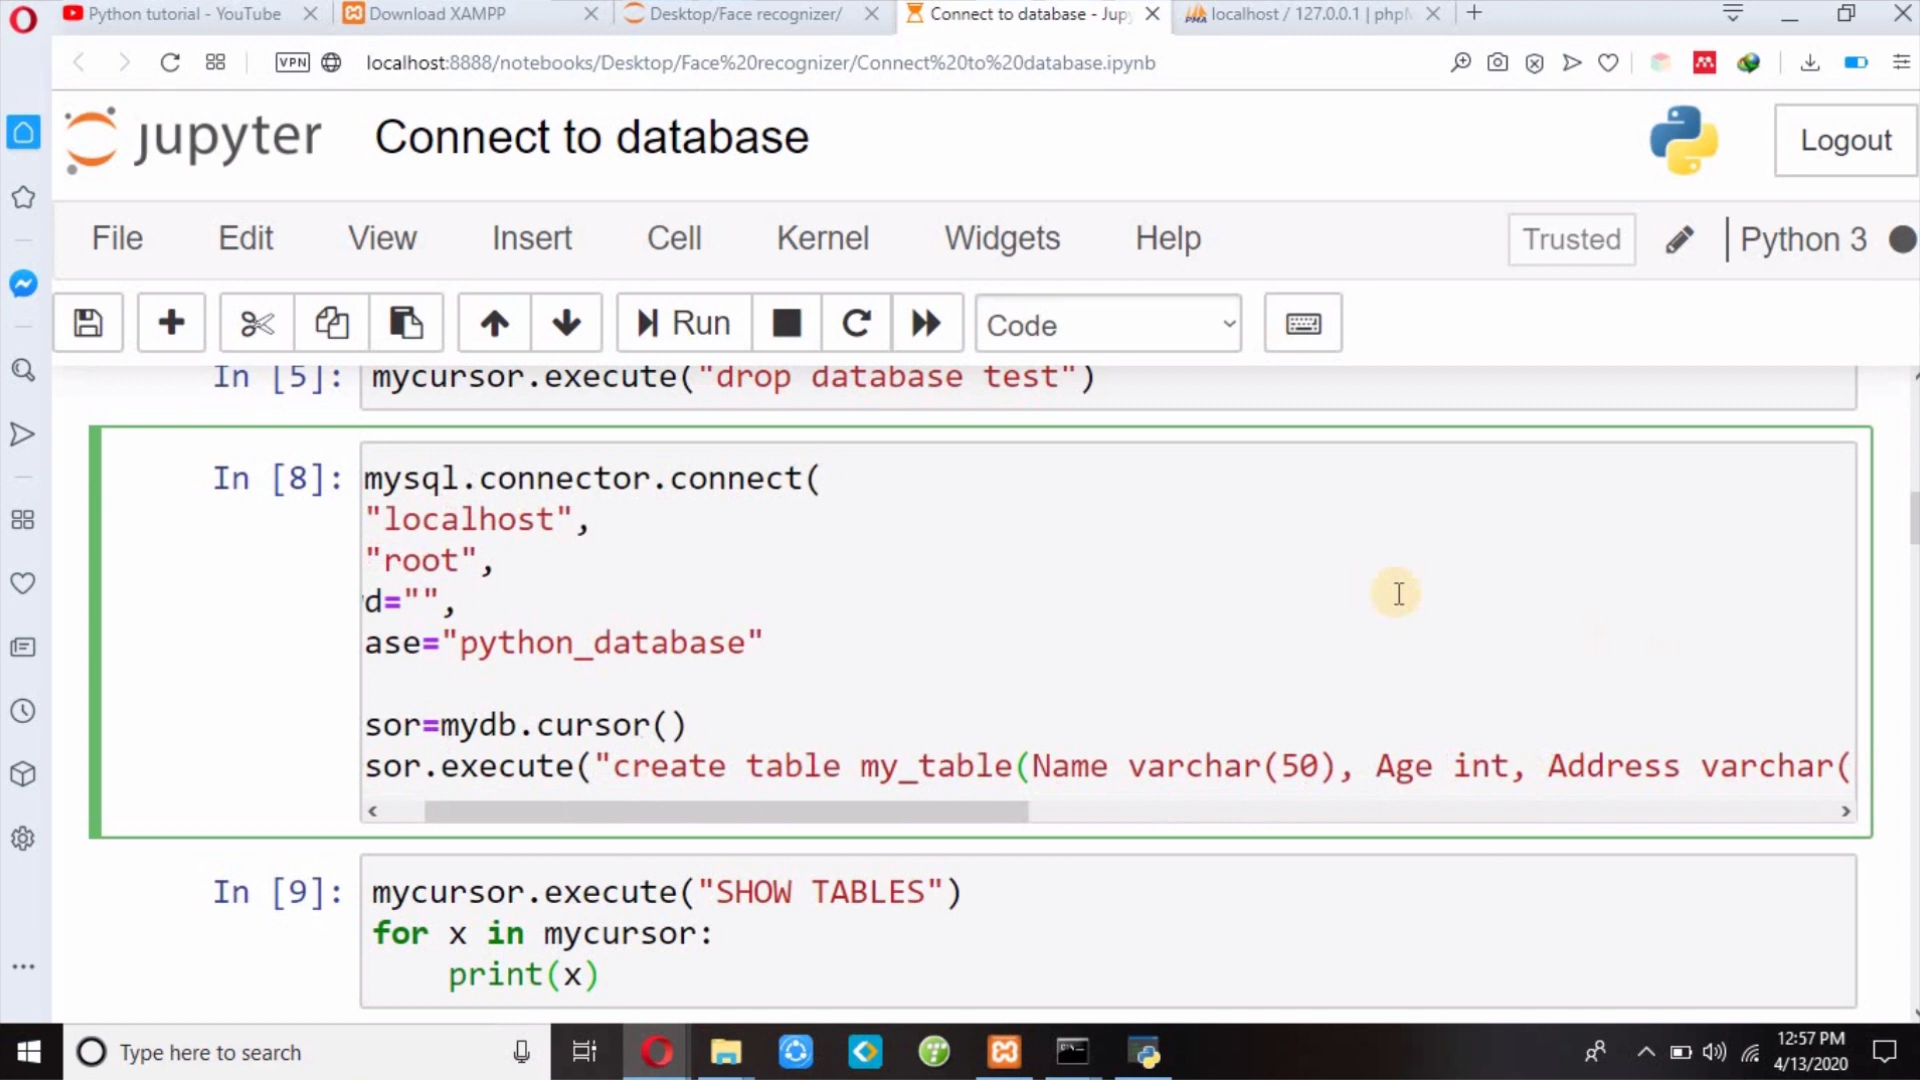 Python tutorial - YouTube
Download XAMPP
Desktop/Face recognizer/
Connect to database - Jupy
localhost / 127.0.0.1 | phpM
VPN
localhost:8888/notebooks/Desktop/Face%20recognizer/Connect%20to%20database.ipynb
jupyter
Connect to database
Logout
File
Edit
View
Insert
Cell
Kernel
Widgets
Help
Trusted
Python 3
Run
Code
In [5]: mycursor.execute("drop database test")
In [8]: mysql.connector.connect(
"localhost",
"root",
d="",
ase="python_database"
sor=mydb.cursor()
sor.execute("create table my_table(Name varchar(50), Age int, Address varchar(
In [9]: mycursor.execute("SHOW TABLES")
for x in mycursor:
print(x)
Type here to search
12:57 PM
4/13/2020